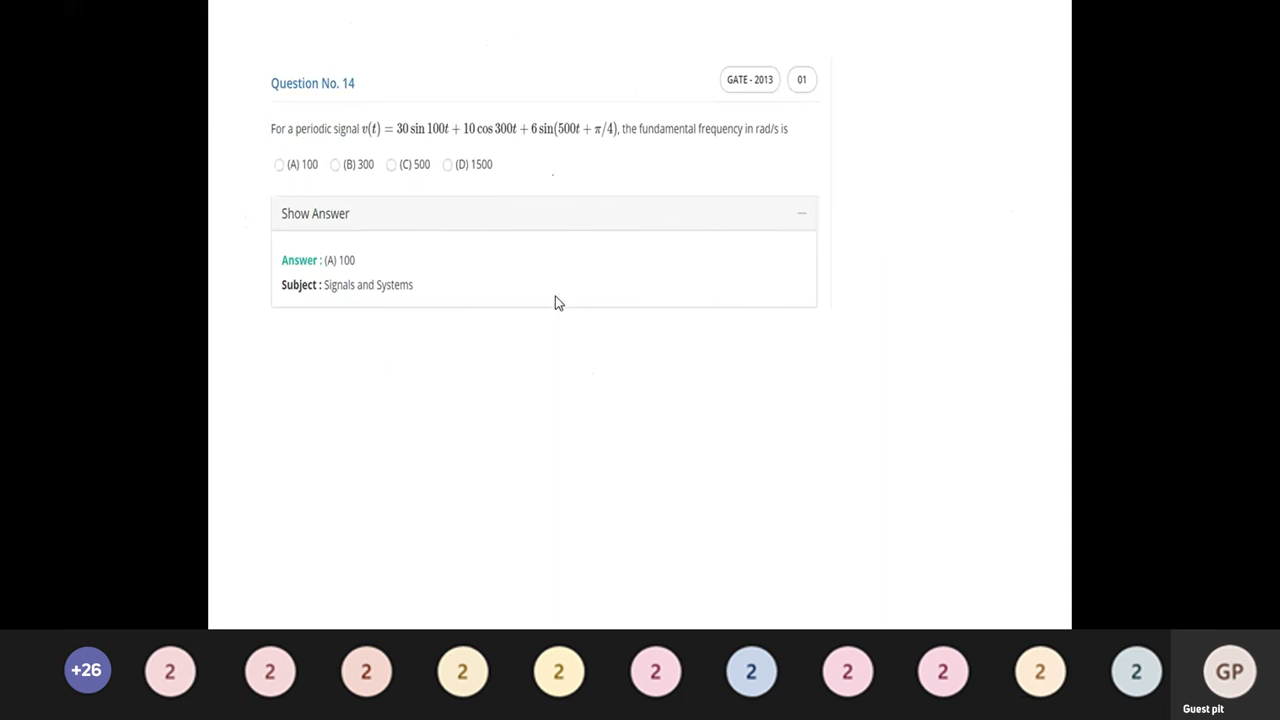 Question No. 14
GATE - 2013
01
For a periodic signal v(t) = 30 sin 100t + 10 cos 300t + 6 sin(500t + π/4), the fundamental frequency in rad/s is
(A) 100 (B) 300 (C) 500 (D) 1500
Show Answer
Answer : (A) 100
Subject : Signals and Systems
+26 2 2 2 2 2 2 2 2 2 2 2 GP
Guest pit